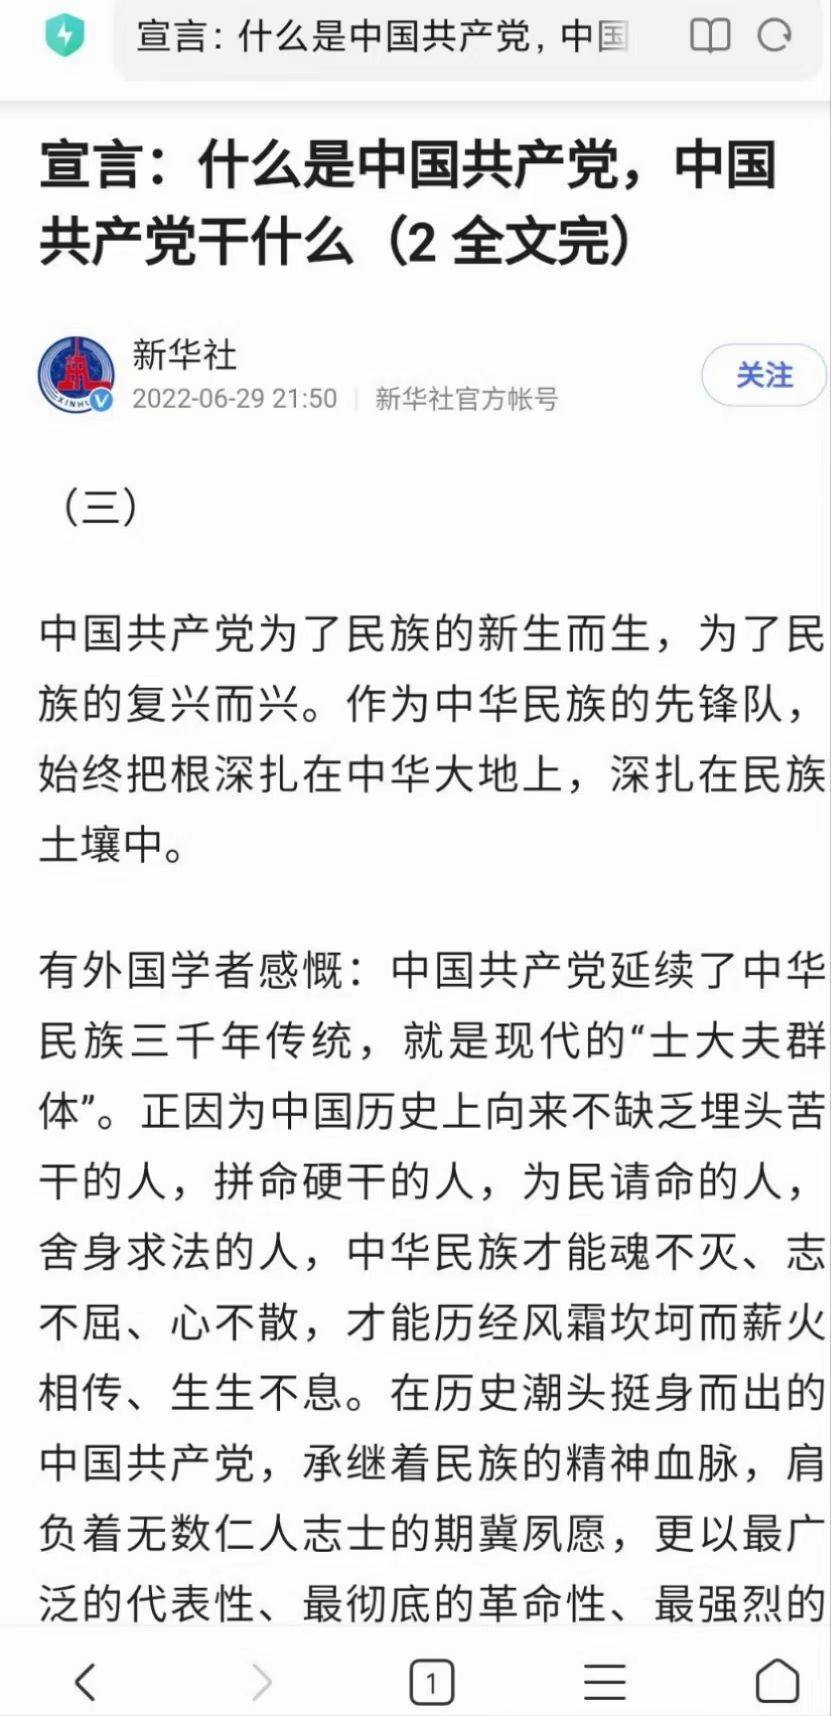 宣言：什么是中国共产党，中国
宣言：什么是中国共产党，中国
共产党干什么（2 全文完）
新华社
2022-06-29 21:50 | 新华社官方帐号
关注
（三）
中国共产党为了民族的新生而生，为了民
族的复兴而兴。作为中华民族的先锋队，
始终把根深扎在中华大地上，深扎在民族
土壤中。
有外国学者感慨：中国共产党延续了中华
民族三千年传统，就是现代的“士大夫群
体”。正因为中国历史上向来不缺乏埋头苦
干的人，拼命硬干的人，为民请命的人，
舍身求法的人，中华民族才能魂不灭、志
不屈、心不散，才能历经风霜坎坷而薪火
相传、生生不息。在历史潮头挺身而出的
中国共产党，承继着民族的精神血脉，肩
负着无数仁人志士的期冀夙愿，更以最广
泛的代表性、最彻底的革命性、最强烈的
1